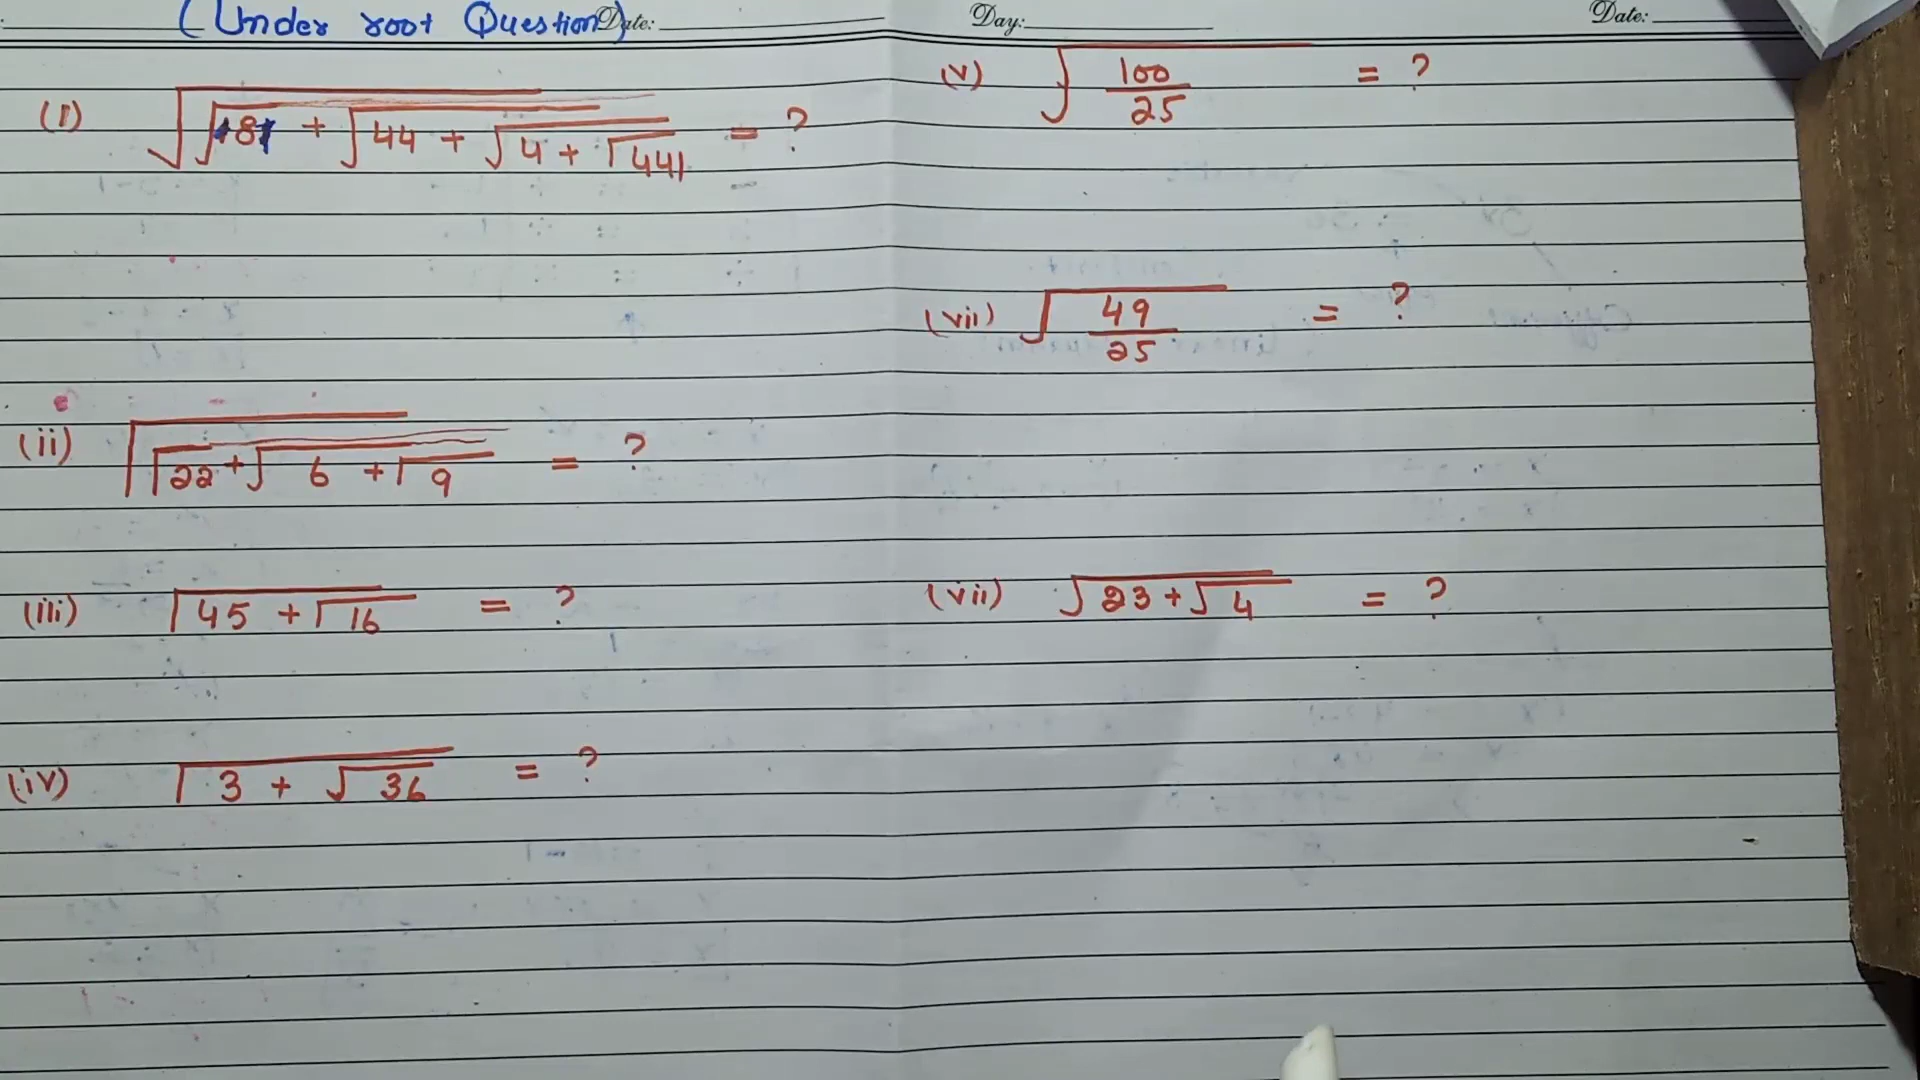 (Under root Question) Date:
(I) √√8 + √44 + √4 + √441 = ?
(ii) √√22 + √6 + √9 = ?
(iii) √45 + √16 = ?
(iv) √3 + √36 = ?
Day: Date:
(v) √100/25 = ?
(vii) √49/25 = ?
(vii) √23 + √4 = ?